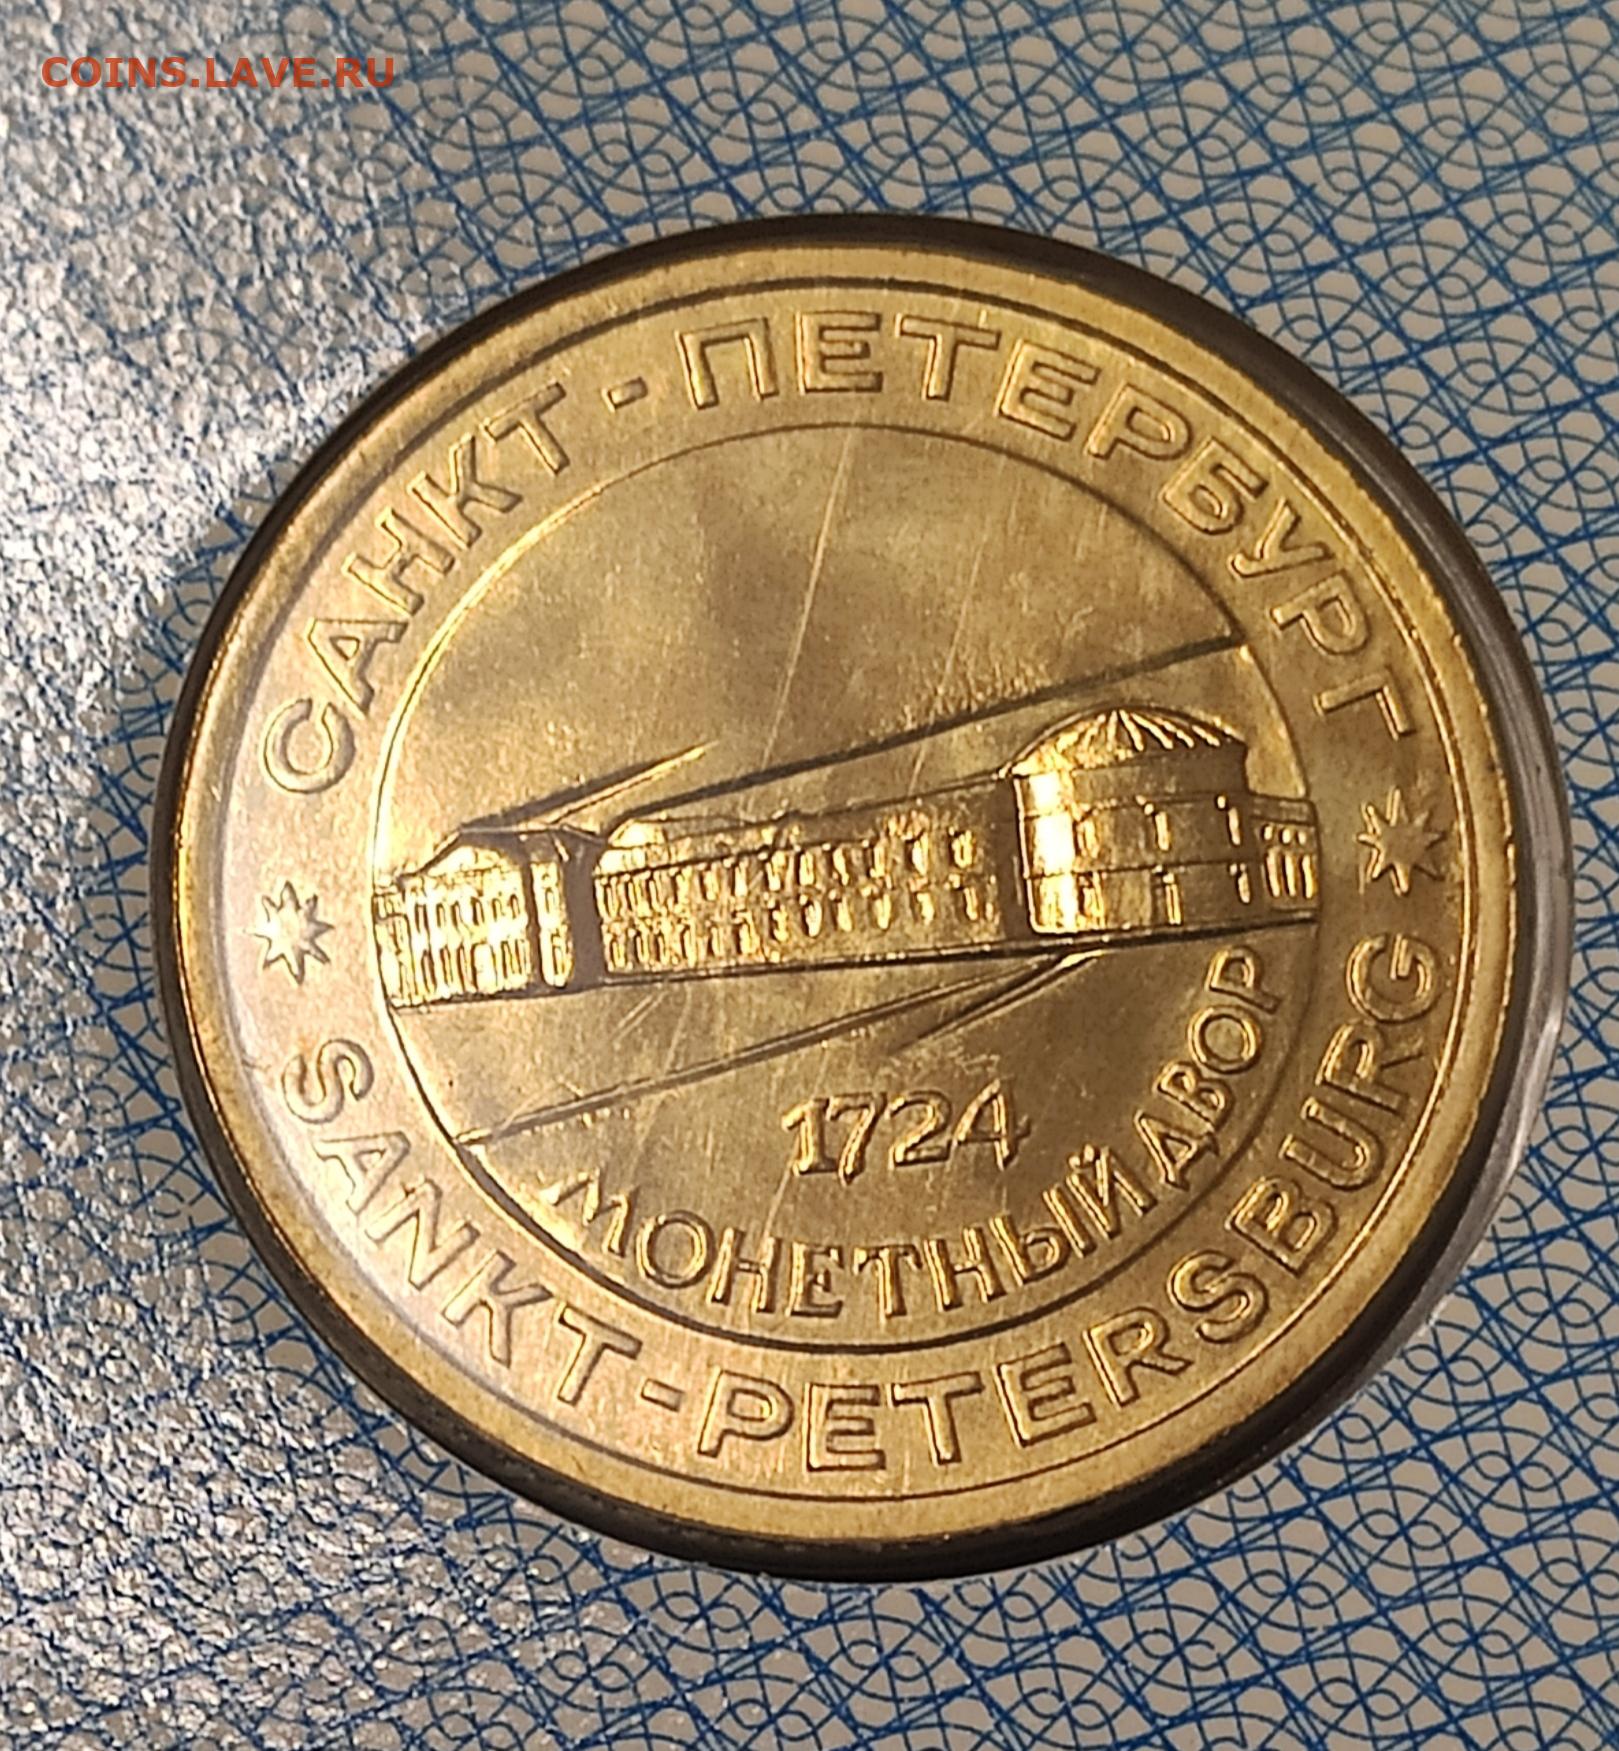 COINS.LAVE.RU
САНКТ-ПЕТЕРБУРГ
1724
МОНЕТНЫЙ ДВОР
SANKT-PETERSBURG